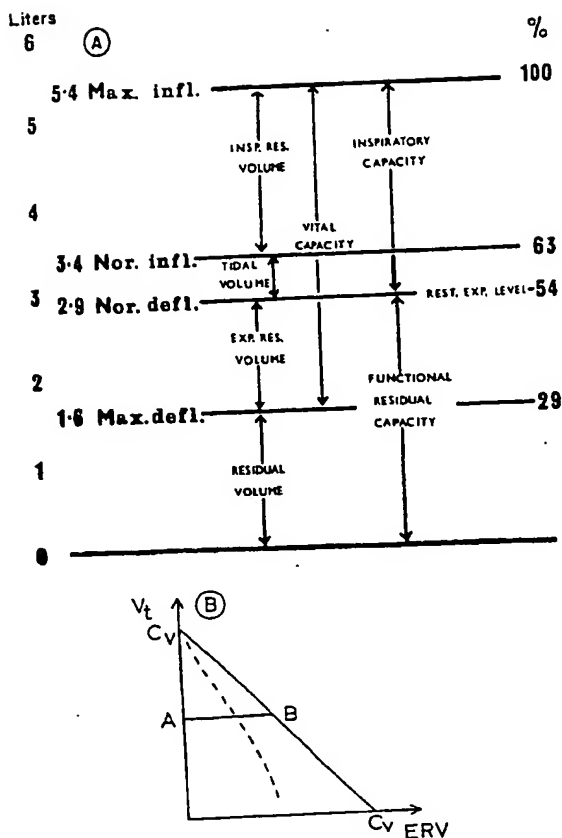 Liters
%
6 A
5·4 Max. infl. 100
5
INSP. RES.
VOLUME
INSPIRATORY
CAPACITY
4
VITAL
CAPACITY
3·4 Nor. infl. 63
TIDAL
VOLUME
3
2·9 Nor. defl. REST. EXP. LEVEL-54
EXP. RES.
VOLUME
2
FUNCTIONAL
RESIDUAL
CAPACITY
1·6 Max. defl. 29
1
RESIDUAL
VOLUME
0
Vt B
Cv
A B
Cv ERV